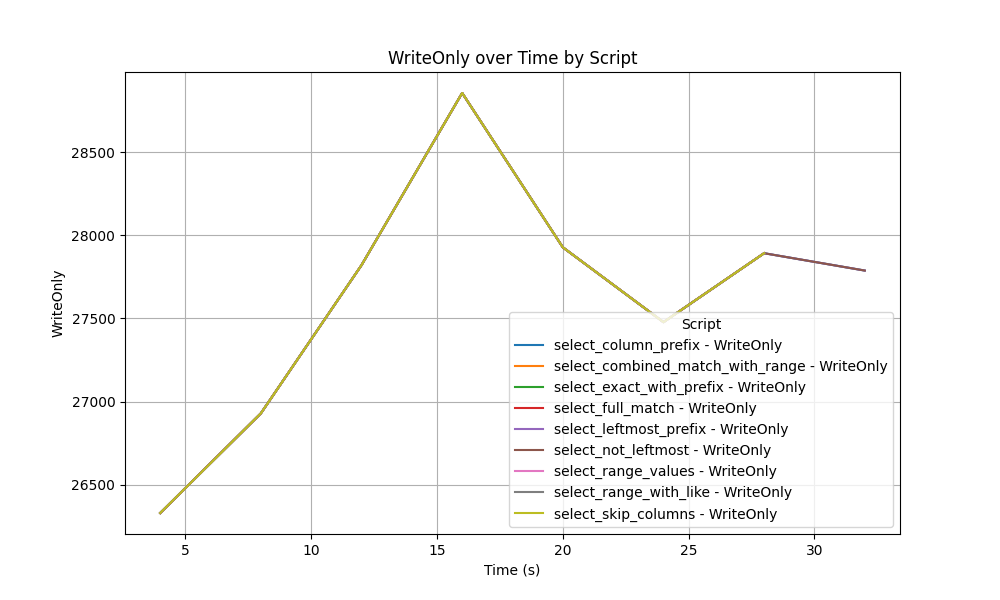 WriteOnly over Time by Script
WriteOnly
28500
28000
27500
27000
26500
5
10
15
20
25
30
Time (s)
Script
select_column_prefix - WriteOnly
select_combined_match_with_range - WriteOnly
select_exact_with_prefix - WriteOnly
select_full_match - WriteOnly
select_leftmost_prefix - WriteOnly
select_not_leftmost - WriteOnly
select_range_values - WriteOnly
select_range_with_like - WriteOnly
select_skip_columns - WriteOnly